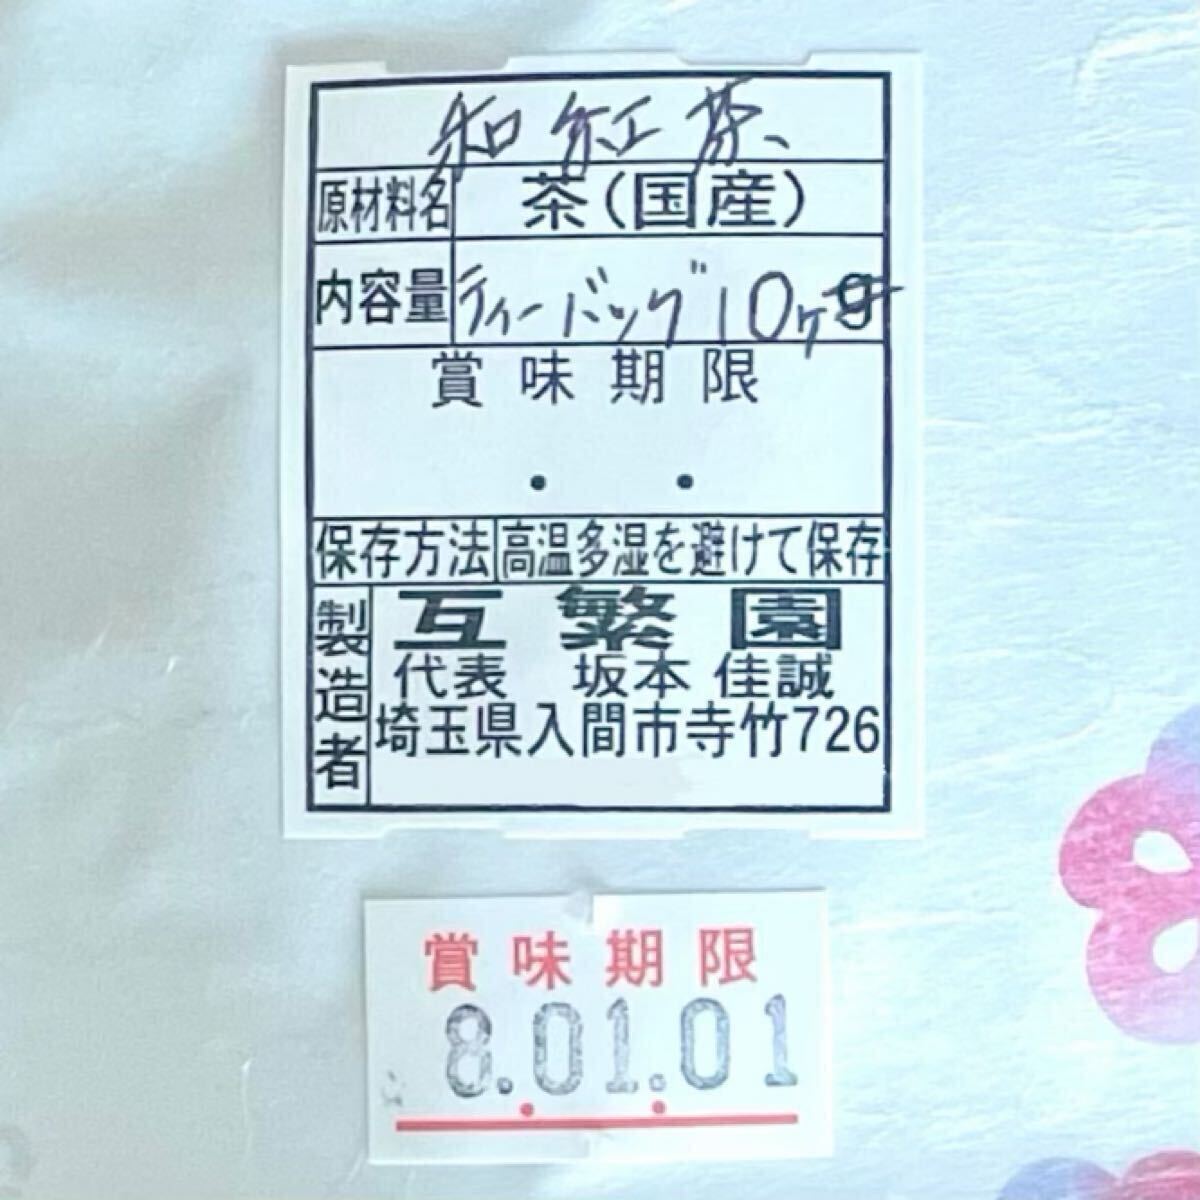 和紅茶
原材料名 茶(国産)
内容量 ティーバッグ10ヶg
賞味期限
. .
保存方法 高温多湿を避けて保存
製造者 互繁園
代表 坂本 佳誠
埼玉県入間市寺竹726
賞味期限
8.01.01